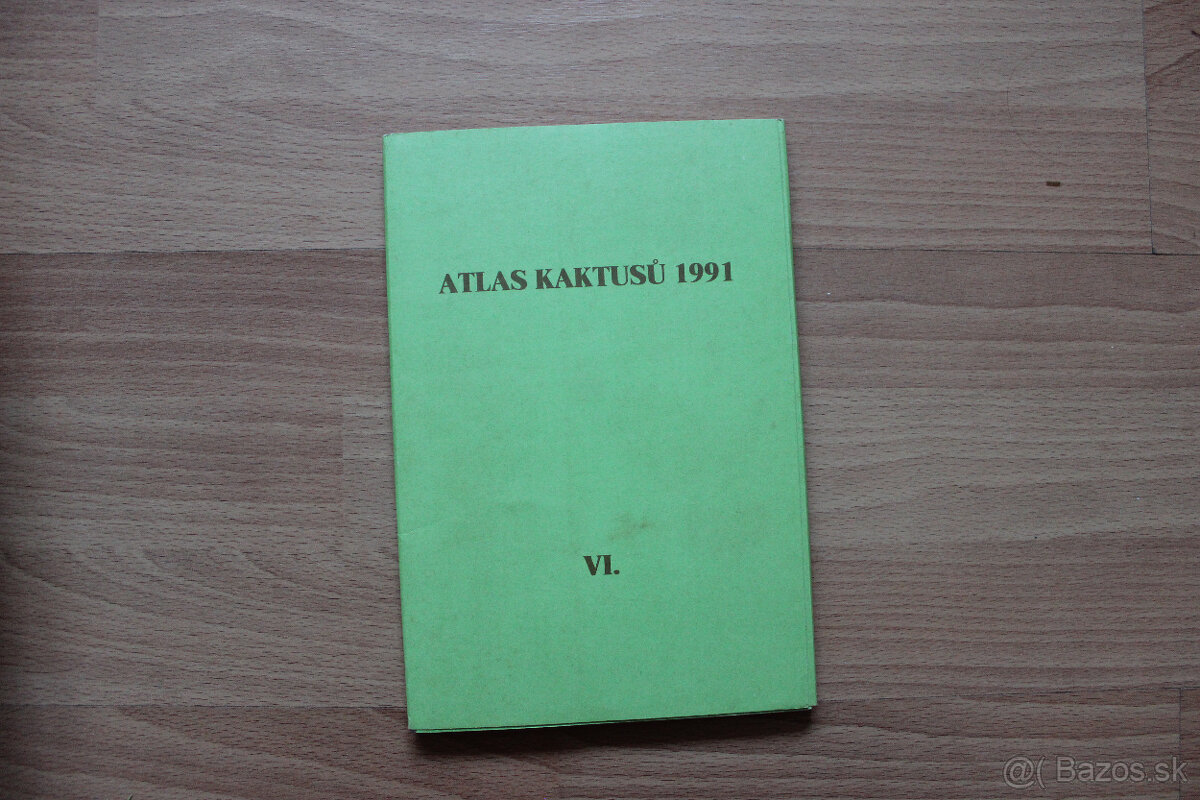 ATLAS KAKTUSŮ 1991
VI.
@( Bazos.sk